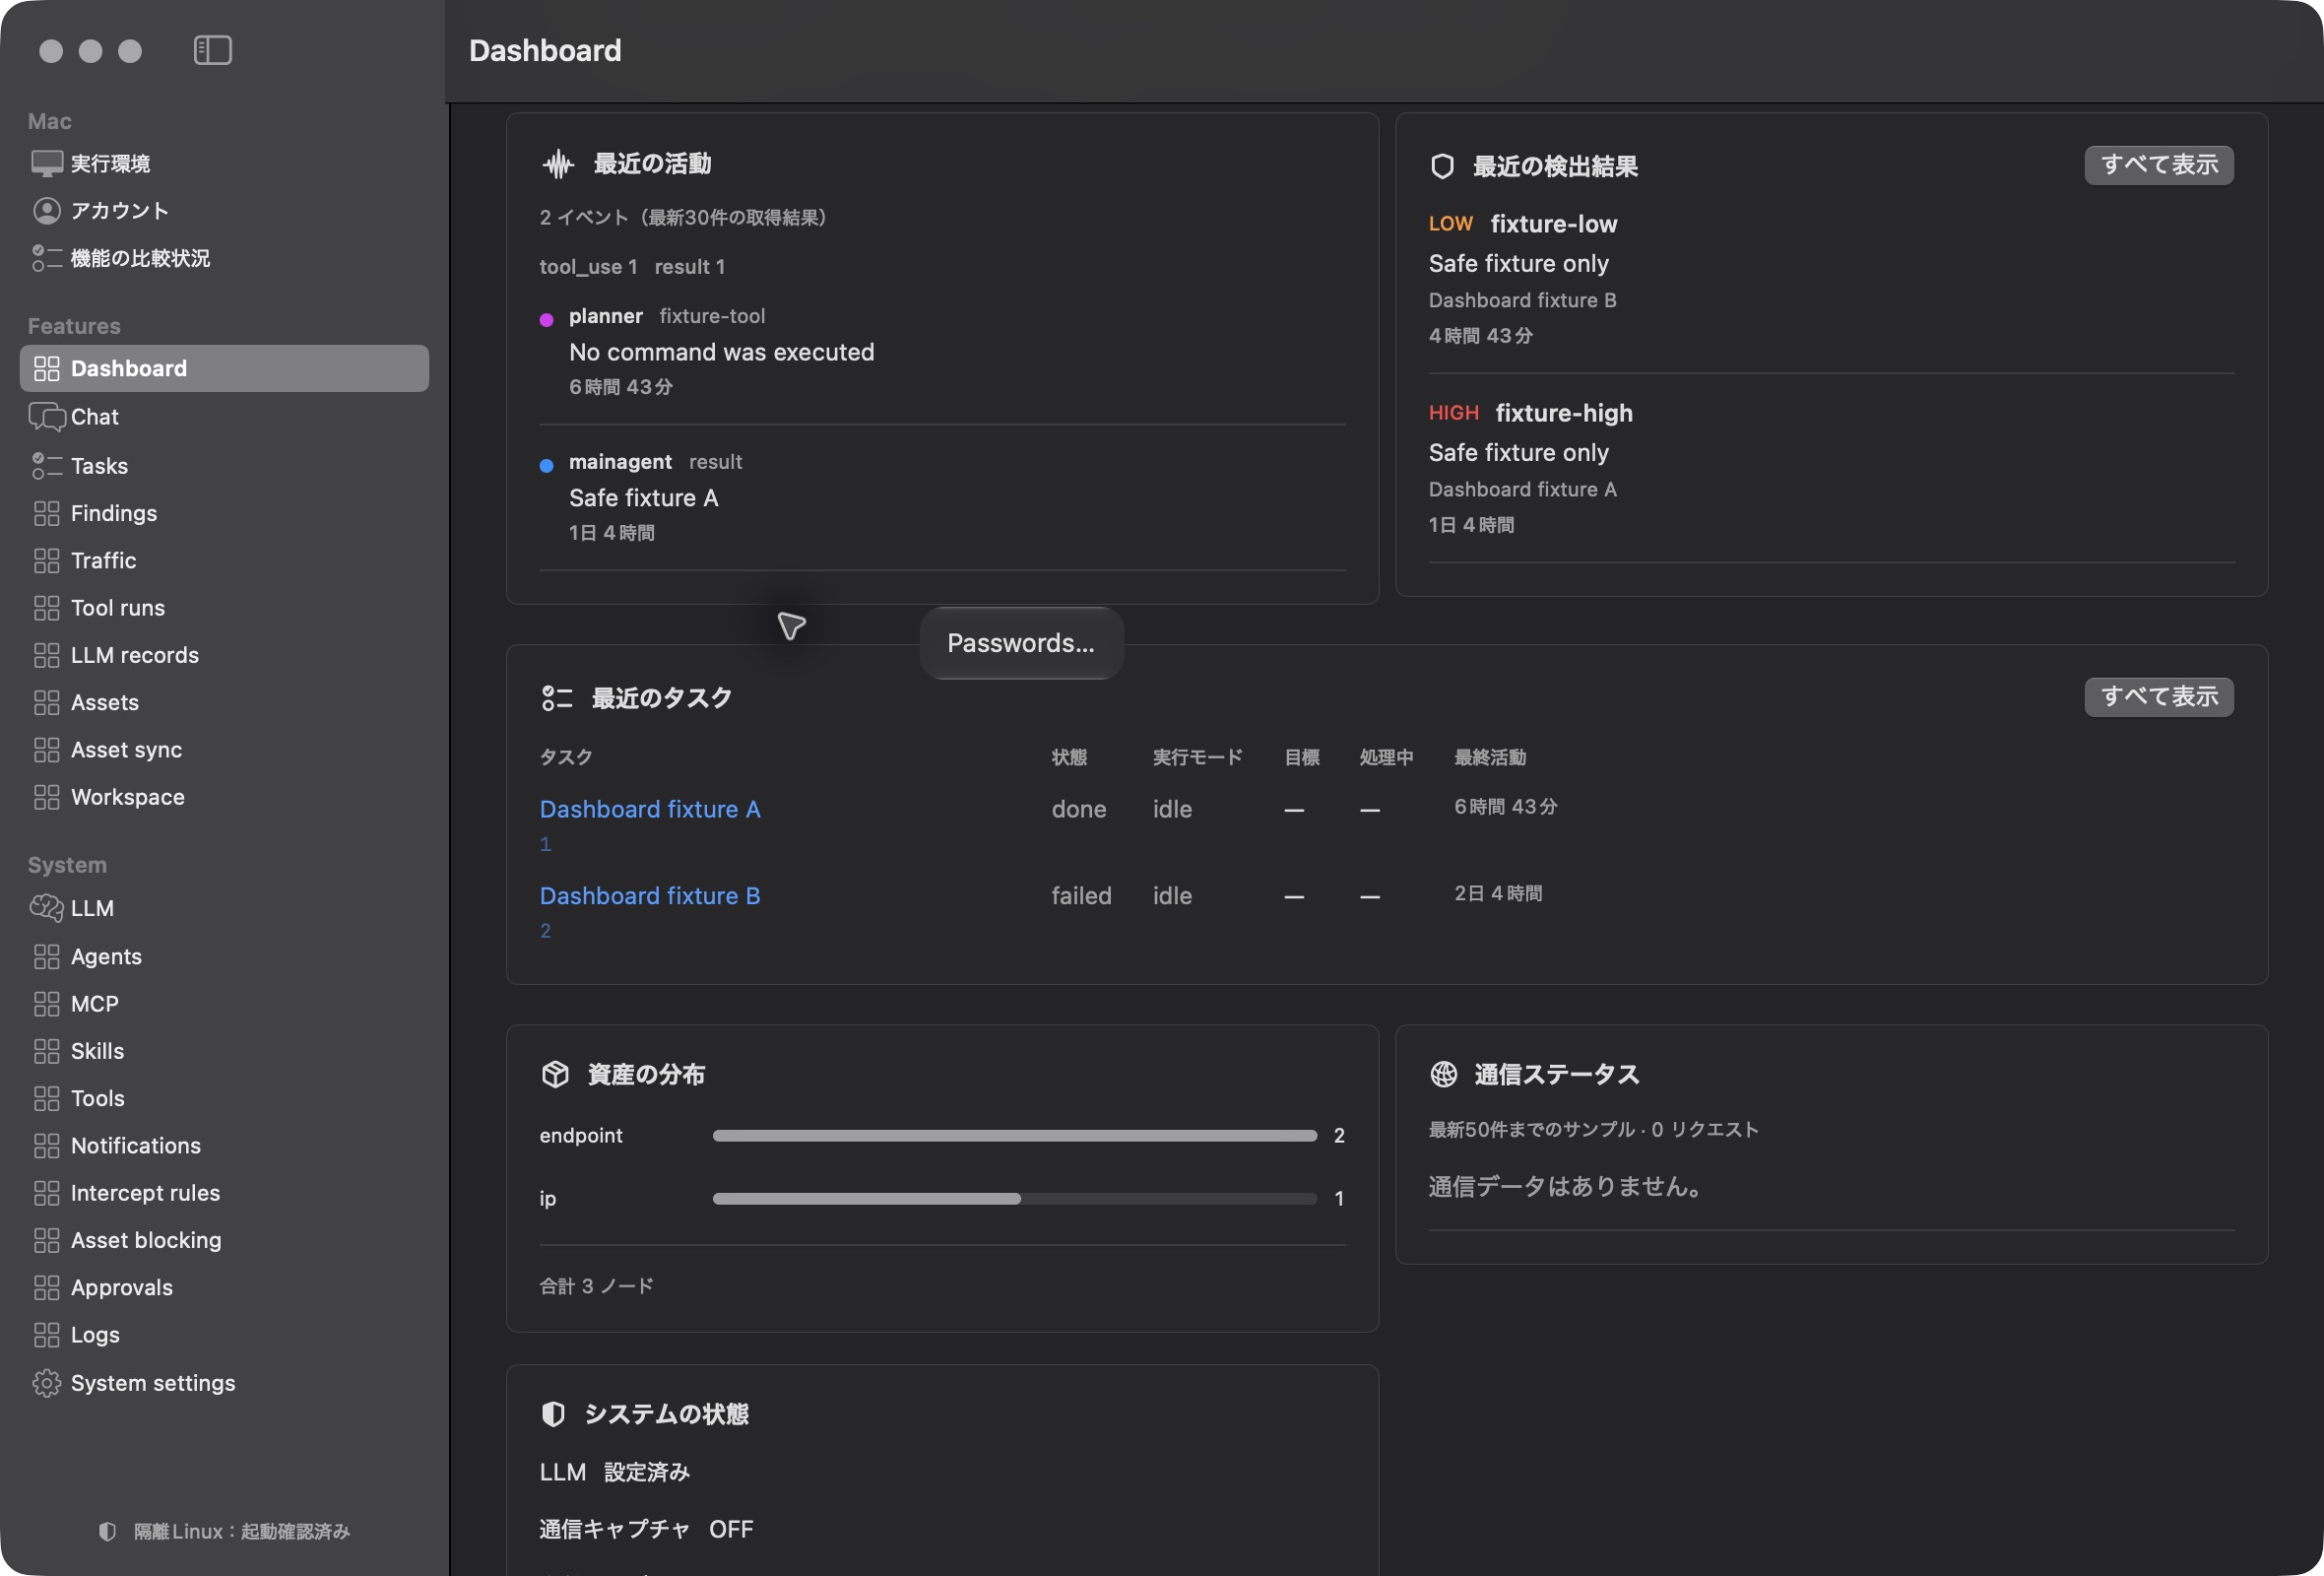 Dashboard
Mac
実行環境
アカウント
機能の比較状況
Features
Dashboard
Chat
Tasks
Findings
Traffic
Tool runs
LLM records
Assets
Asset sync
Workspace
System
LLM
Agents
MCP
Skills
Tools
Notifications
Intercept rules
Asset blocking
Approvals
Logs
System settings
隔離Linux：起動確認済み
最近の活動
2 イベント（最新30件の取得結果）
tool_use 1 result 1
planner fixture-tool
No command was executed
6時間 43分
mainagent result
Safe fixture A
1日 4時間
最近の検出結果 すべて表示
LOW fixture-low
Safe fixture only
Dashboard fixture B
4時間 43分
HIGH fixture-high
Safe fixture only
Dashboard fixture A
1日 4時間
Passwords...
最近のタスク すべて表示
タスク 状態 実行モード 目標 処理中 最終活動
Dashboard fixture A done idle — — 6時間 43分
1
Dashboard fixture B failed idle — — 2日 4時間
2
資産の分布
endpoint 2
ip 1
合計 3 ノード
通信ステータス
最新50件までのサンプル · 0 リクエスト
通信データはありません。
システムの状態
LLM 設定済み
通信キャプチャ OFF